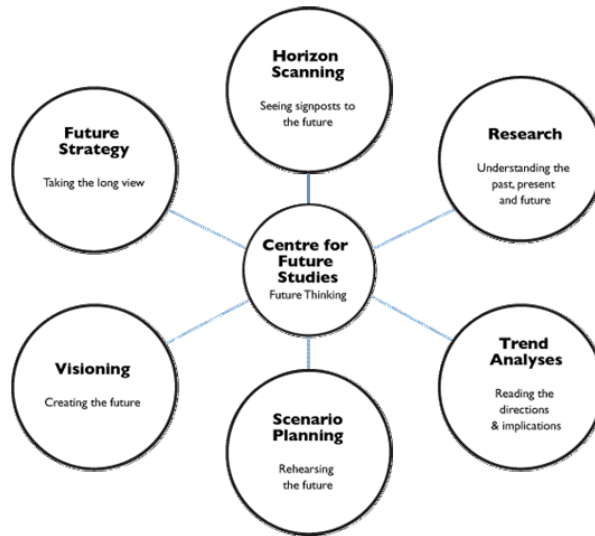 Horizon
Scanning
Seeing signposts to
the future
Research
Understanding the
past, present
and future
Trend
Analyses
Reading the
directions
& implications
Scenario
Planning
Rehearsing
the future
Visioning
Creating the future
Future
Strategy
Taking the long view
Centre for
Future
Studies
Future Thinking